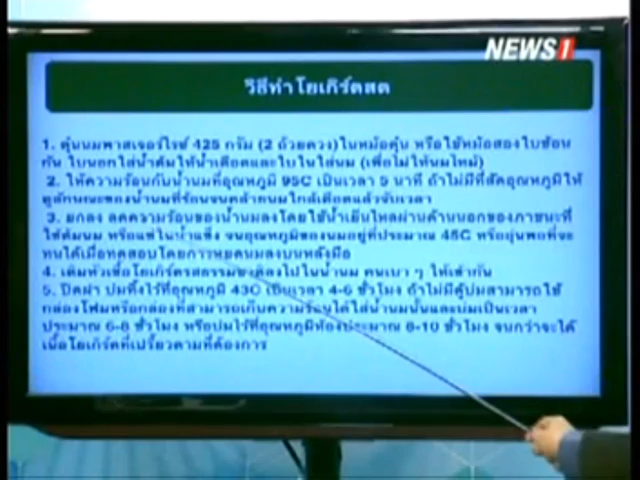 NEWS1
วิธีทำโยเกิร์ตสด
1. ตุ๋นนมพาสเจอร์ไรซ์ 425 กรัม (2 ถ้วยตวง)ในหม้อตุ๋น หรือใช้หม้อสองใบซ้อน
กัน ใบนอกใส่น้ำต้มให้น้ำเดือดและใบในใส่นม (เพื่อไม่ให้นมไหม้)
2. ให้ความร้อนกับน้ำนมที่อุณหภูมิ 95C เป็นเวลา 5 นาที ถ้าไม่มีที่วัดอุณหภูมิให้
ดูลักษณะของน้ำนมที่ร้อนจนคล้ายนมใกล้เดือดแล้วจับเวลา
3. ยกลง ลดความร้อนของน้ำนมลงโดยใช้น้ำเย็นไหลผ่านด้านนอกของภาชนะที่
ใช้ต้มนม หรือแช่ในน้ำแข็ง จนอุณหภูมิของนมอยู่ที่ประมาณ 45C หรืออุ่นพอที่จะ
ทนได้เมื่อทดสอบโดยการหยดนมลงบนหลังมือ
4. เติมหัวเชื้อโยเกิร์ตรสธรรมชาติลงไปในน้ำนม คนเบา ๆ ให้เข้ากัน
5. ปิดฝา บ่มทิ้งไว้ที่อุณหภูมิ 43C เป็นเวลา 4-6 ชั่วโมง ถ้าไม่มีตู้บ่มสามารถใช้
กล่องโฟมหรือกล่องที่สามารถเก็บความร้อนได้ใส่น้ำนมนั้นและบ่มเป็นเวลา
ประมาณ 6-8 ชั่วโมง หรือบ่มไว้ที่อุณหภูมิห้องประมาณ 8-10 ชั่วโมง จนกว่าจะได้
เนื้อโยเกิร์ตที่เปรี้ยวตามที่ต้องการ